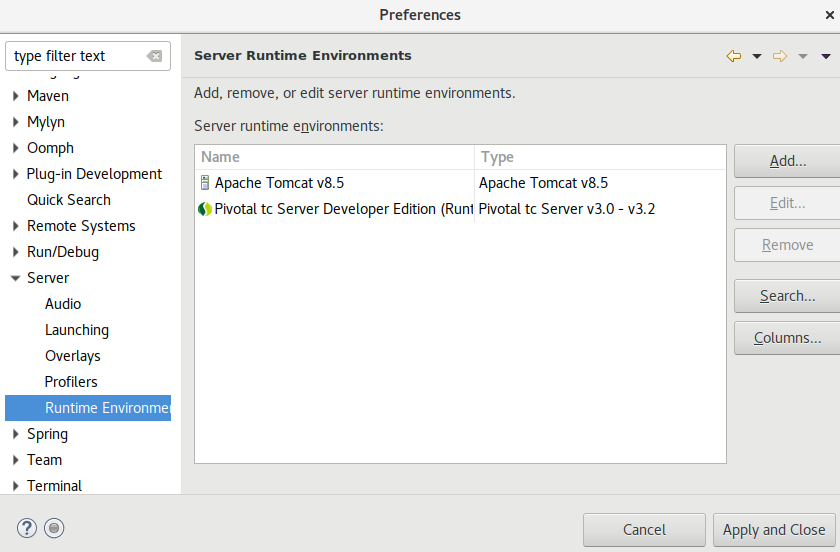 Preferences
type filter text
Server Runtime Environments
Add, remove, or edit server runtime environments.
Server runtime environments:
Maven
Mylyn
Oomph
Plug-in Development
Quick Search
Remote Systems
Run/Debug
Server
Audio
Launching
Overlays
Profilers
Runtime Environmen
Spring
Team
Terminal
Name Type
Apache Tomcat v8.5 Apache Tomcat v8.5
Pivotal tc Server Developer Edition (Runt Pivotal tc Server v3.0 - v3.2
Add...
Edit...
Remove
Search...
Columns...
?
Cancel
Apply and Close